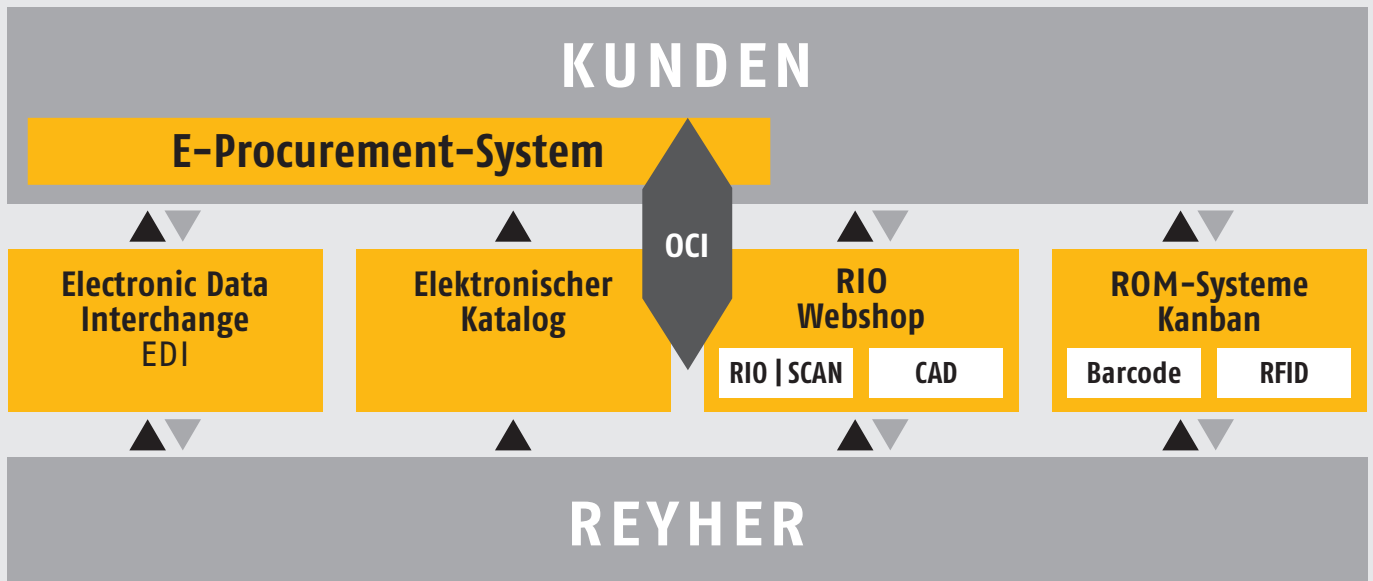 KUNDEN
E-Procurement-System
OCI
Electronic Data
Interchange
EDI
Elektronischer
Katalog
RIO
Webshop
RIO | SCAN
CAD
ROM-Systeme
Kanban
Barcode
RFID
REYHER